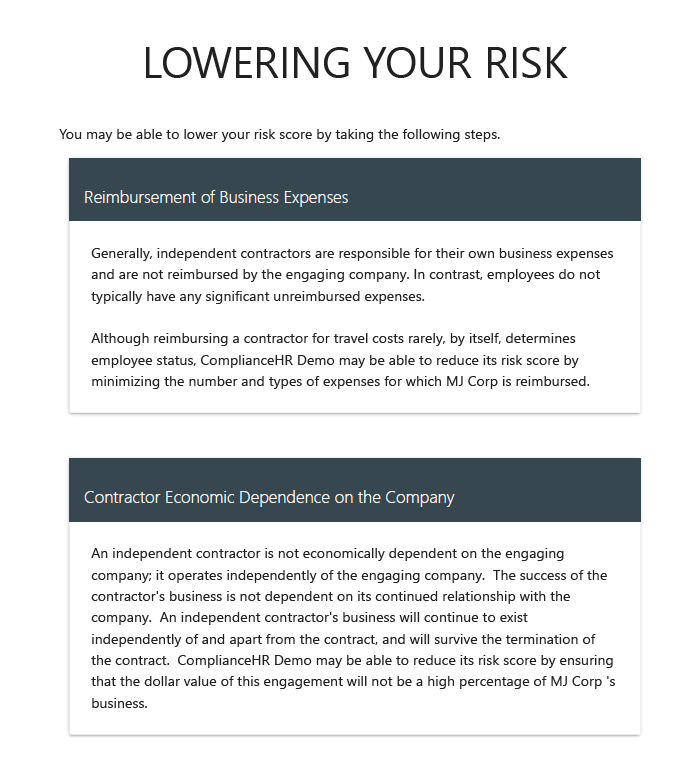 LOWERING YOUR RISK
You may be able to lower your risk score by taking the following steps.
Reimbursement of Business Expenses
Generally, independent contractors are responsible for their own business expenses
and are not reimbursed by the engaging company. In contrast, employees do not
typically have any significant unreimbursed expenses.
Although reimbursing a contractor for travel costs rarely, by itself, determines
employee status, ComplianceHR Demo may be able to reduce its risk score by
minimizing the number and types of expenses for which MJ Corp is reimbursed.
Contractor Economic Dependence on the Company
An independent contractor is not economically dependent on the engaging
company; it operates independently of the engaging company.  The success of the
contractor's business is not dependent on its continued relationship with the
company.  An independent contractor's business will continue to exist
independently of and apart from the contract, and will survive the termination of
the contract.  ComplianceHR Demo may be able to reduce its risk score by ensuring
that the dollar value of this engagement will not be a high percentage of MJ Corp 's
business.